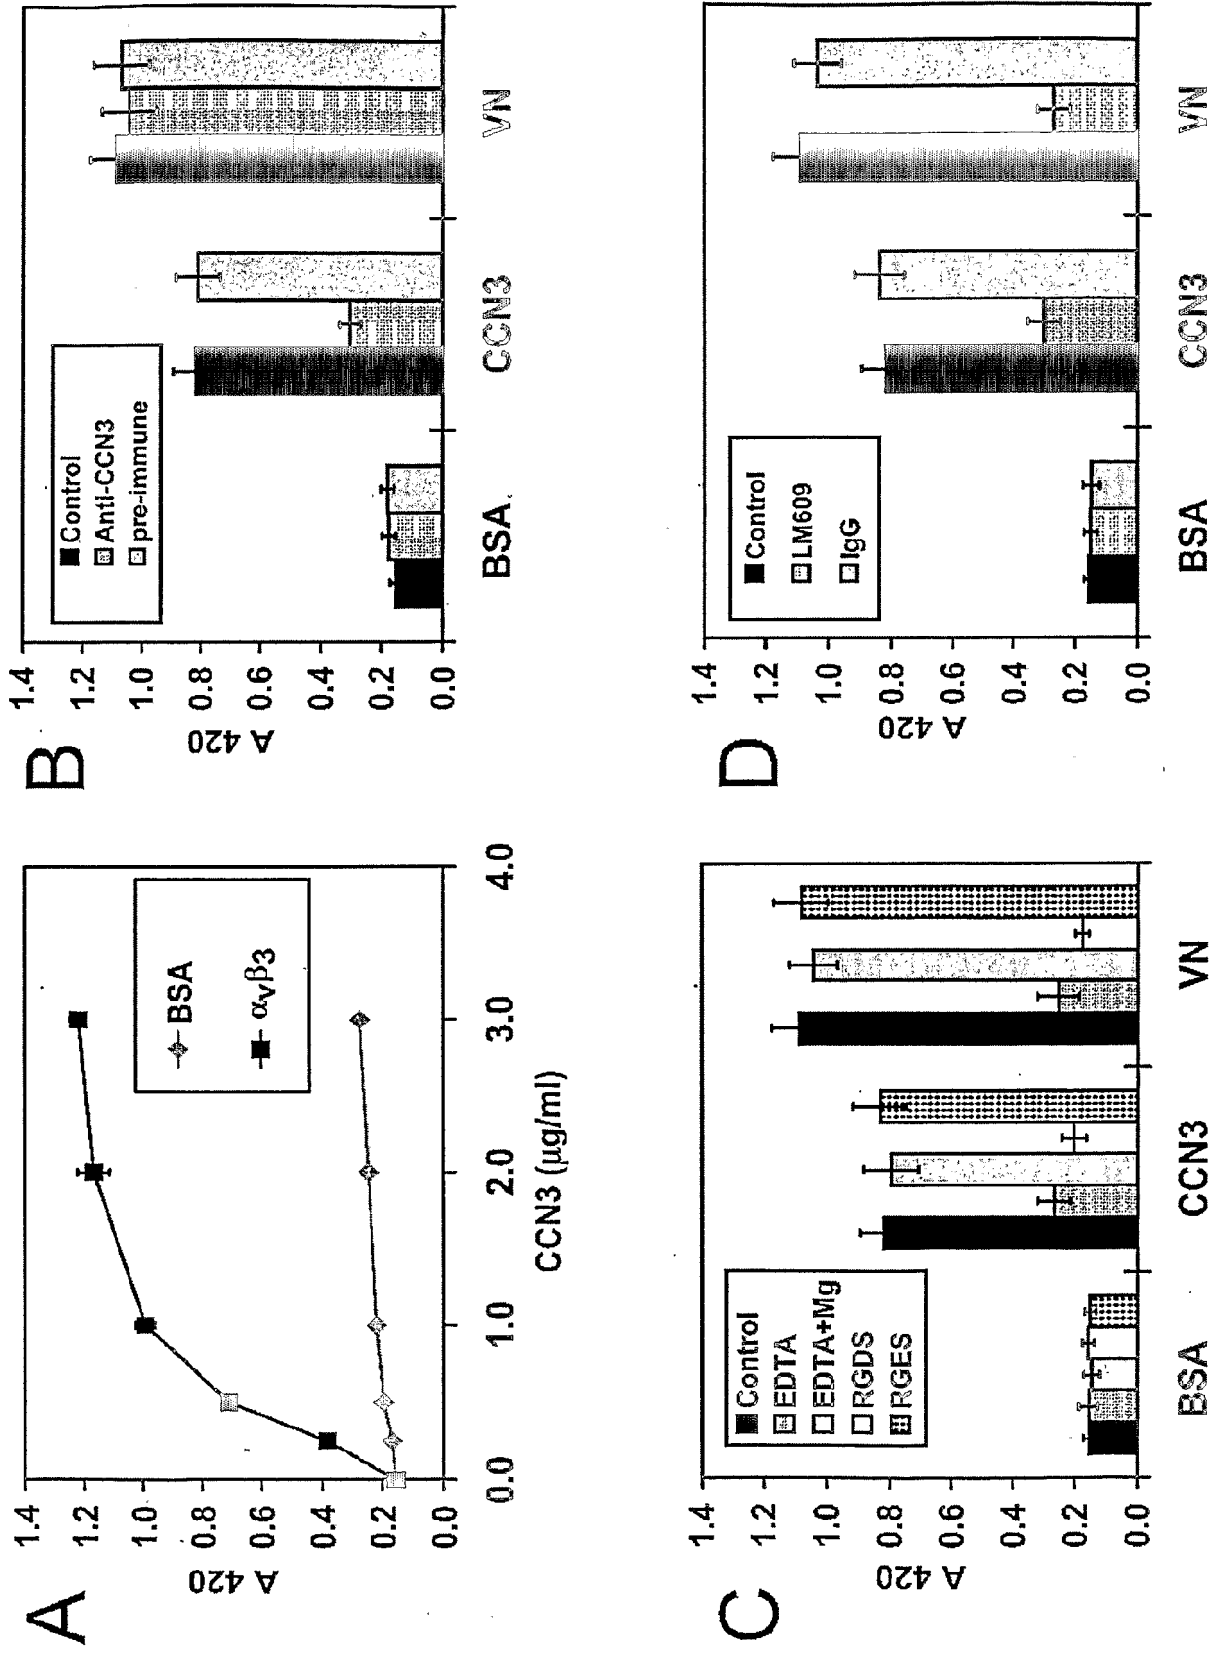 A
1.4
1.2
1.0
0.8
0.6
0.4
0.2
0.0
A 420
BSA
αvβ3
0.0 1.0 2.0 3.0 4.0
CCN3 (μg/ml)
B
1.4
1.2
1.0
0.8
0.6
0.4
0.2
0.0
A 420
Control
Anti-CCN3
pre-immune
BSA CCN3 VN
C
1.4
1.2
1.0
0.8
0.6
0.4
0.2
0.0
A 420
Control
EDTA
EDTA+Mg
RGDS
RGES
BSA CCN3 VN
D
1.4
1.2
1.0
0.8
0.6
0.4
0.2
0.0
A 420
Control
LM609
IgG
BSA CCN3 VN